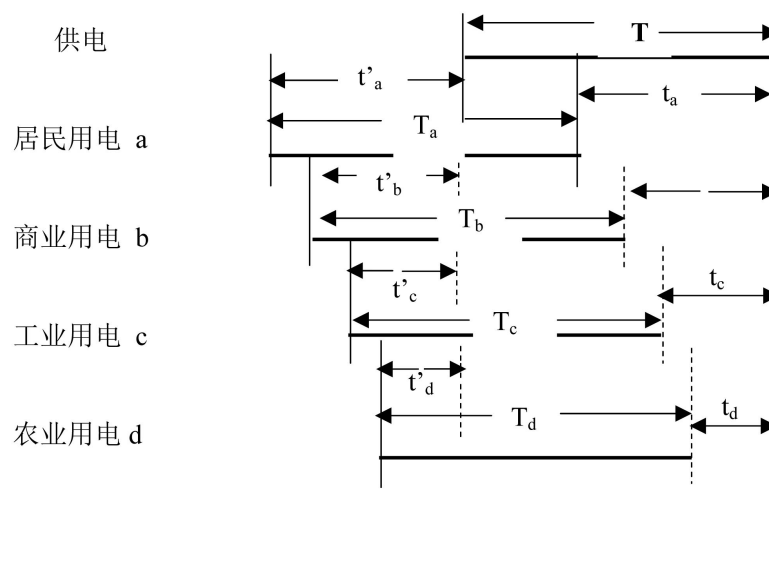 供电
T
t'a
ta
居民用电 a
Ta
t'b
商业用电 b
Tb
t'c
tc
工业用电 c
Tc
t'd
农业用电 d
Td
td